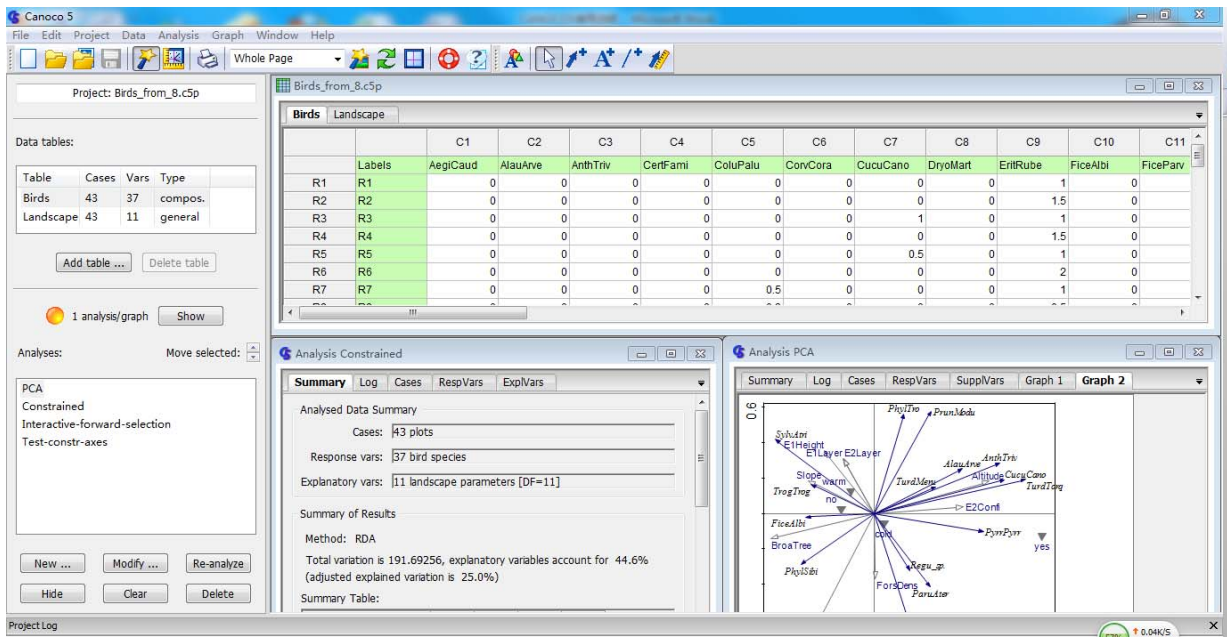 Canoco 5
File Edit Project Data Analysis Graph Window Help
Whole Page
Project: Birds_from_8.c5p
Data tables:
Table Cases Vars Type
Birds 43 37 compos.
Landscape 43 11 general
Add table ... Delete table
1 analysis/graph Show
Analyses: Move selected:
PCA
Constrained
Interactive-forward-selection
Test-constr-axes
New ... Modify ... Re-analyze
Hide Clear Delete
Project Log
Birds_from_8.c5p
Birds Landscape
C1 C2 C3 C4 C5 C6 C7 C8 C9 C10 C11
Labels AegiCaud AlauArve AnthTriv CertFami ColuPalu CorvCora CucuCano DryoMart EritRube FiceAlbi FiceParv
R1 R1 0 0 0 0 0 0 0 0 1 0
R2 R2 0 0 0 0 0 0 0 0 1.5 0
R3 R3 0 0 0 0 0 0 1 0 1 0
R4 R4 0 0 0 0 0 0 0 0 1.5 0
R5 R5 0 0 0 0 0 0 0.5 0 1 0
R6 R6 0 0 0 0 0 0 0 0 2 0
R7 R7 0 0 0 0 0.5 0 0 0 1 0
Analysis Constrained
Summary Log Cases RespVars ExplVars
Analysed Data Summary
Cases: 43 plots
Response vars: 37 bird species
Explanatory vars: 11 landscape parameters [DF=11]
Summary of Results
Method: RDA
Total variation is 191.69256, explanatory variables account for 44.6%
(adjusted explained variation is 25.0%)
Summary Table:
Analysis PCA
Summary Log Cases RespVars SupplVars Graph 1 Graph 2
0.6
PhylTro PrunModu
SylvAtri
E1Height
E1Layer E2Layer
AlauArve AnthTriv
Slope warm TurdMeru Altitude CucuCano
TrogTrog TurdTorq
no E2Conti
FiceAlbi cold PyrrPyrr
BroaTree yes
PhylSibi Regu_sp.
ForsDens
ParuAter
0.04K/S